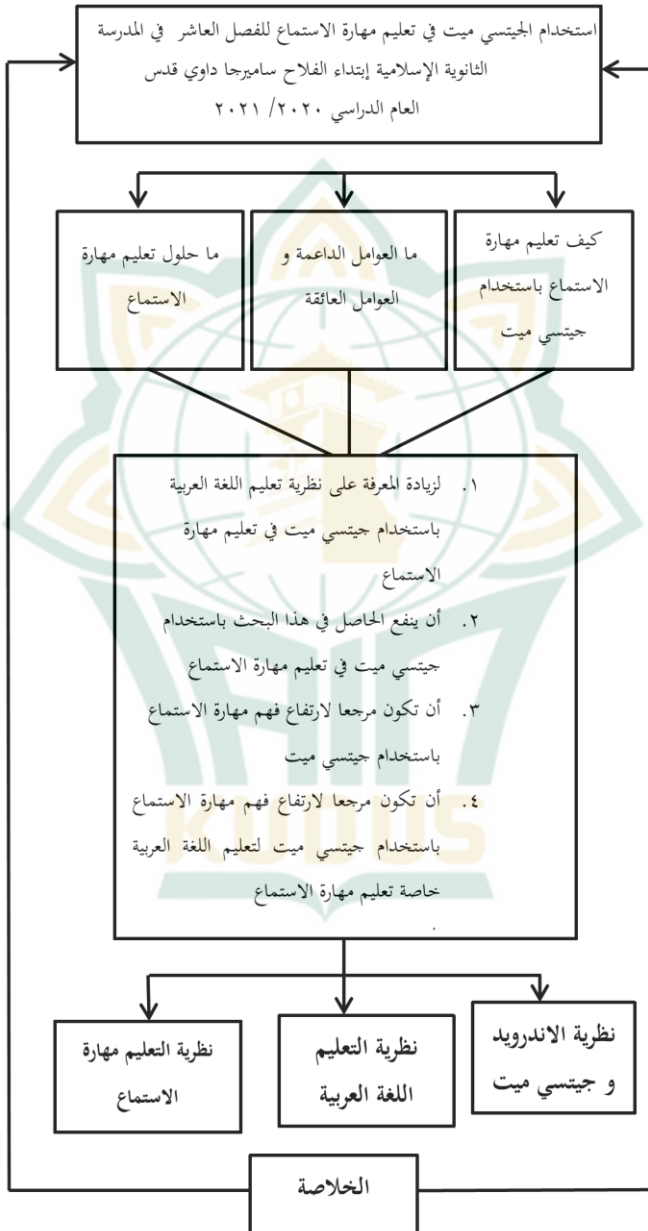 استخدام الجيتسي ميت في تعليم مهارة الاستماع للفصل العاشر في المدرسة
الثانوية الإسلامية إبتداء الفلاح ساميرجا داوي قدس
العام الدراسي ٢٠٢٠/ ٢٠٢١
كيف تعليم مهارة
الاستماع باستخدام
جيتسي ميت
ما العوامل الداعمة و
العوامل العائقة
ما حلول تعليم مهارة
الاستماع
١. لزيادة المعرفة على نظرية تعليم اللغة العربية
باستخدام جيتسي ميت في تعليم مهارة
الاستماع
٢. أن ينفع الحاصل في هذا البحث باستخدام
جيتسي ميت في تعليم مهارة الاستماع
٣. أن تكون مرجعا لارتفاع فهم مهارة الاستماع
باستخدام جيتسي ميت
٤. أن تكون مرجعا لارتفاع فهم مهارة الاستماع
باستخدام جيتسي ميت لتعليم اللغة العربية
خاصة تعليم مهارة الاستماع
.
نظرية الاندرويد
و جيتسي ميت
نظرية التعليم
اللغة العربية
نظرية التعليم مهارة
الاستماع
الخلاصة
IAIN
KUDUS